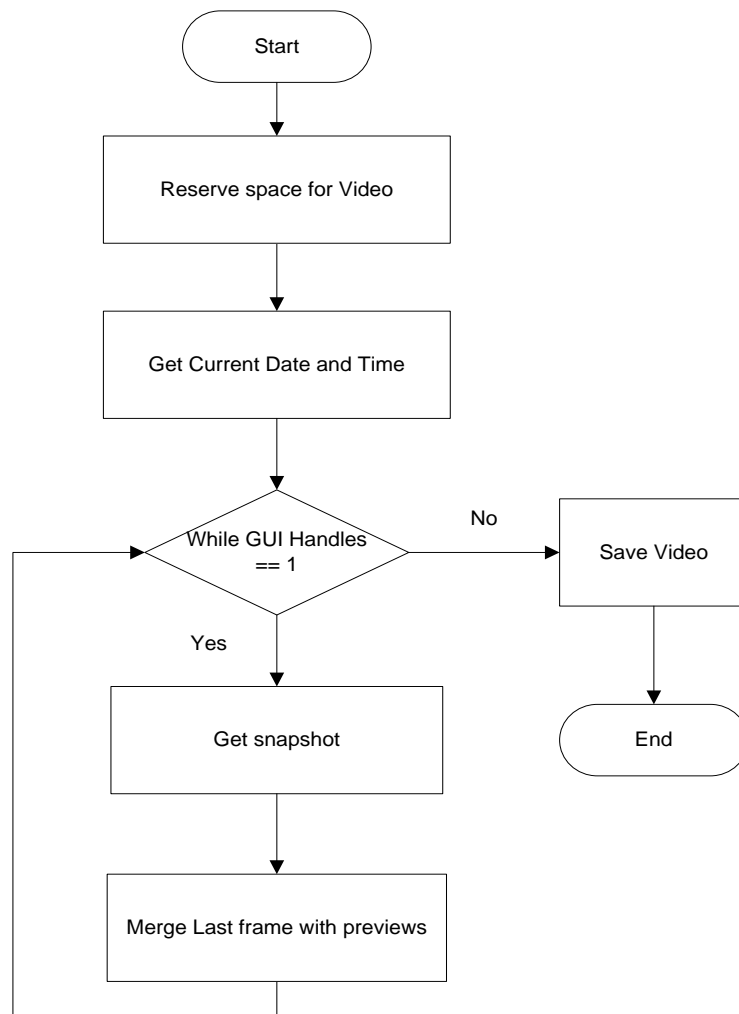 Start
Reserve space for Video
Get Current Date and Time
While GUI Handles
== 1
No
Save Video
Yes
Get snapshot
End
Merge Last frame with previews